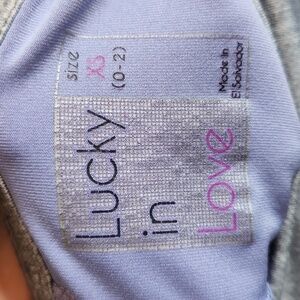 Size
XS
(0-2)
Lucky
in
Love
Made in
El Salvador